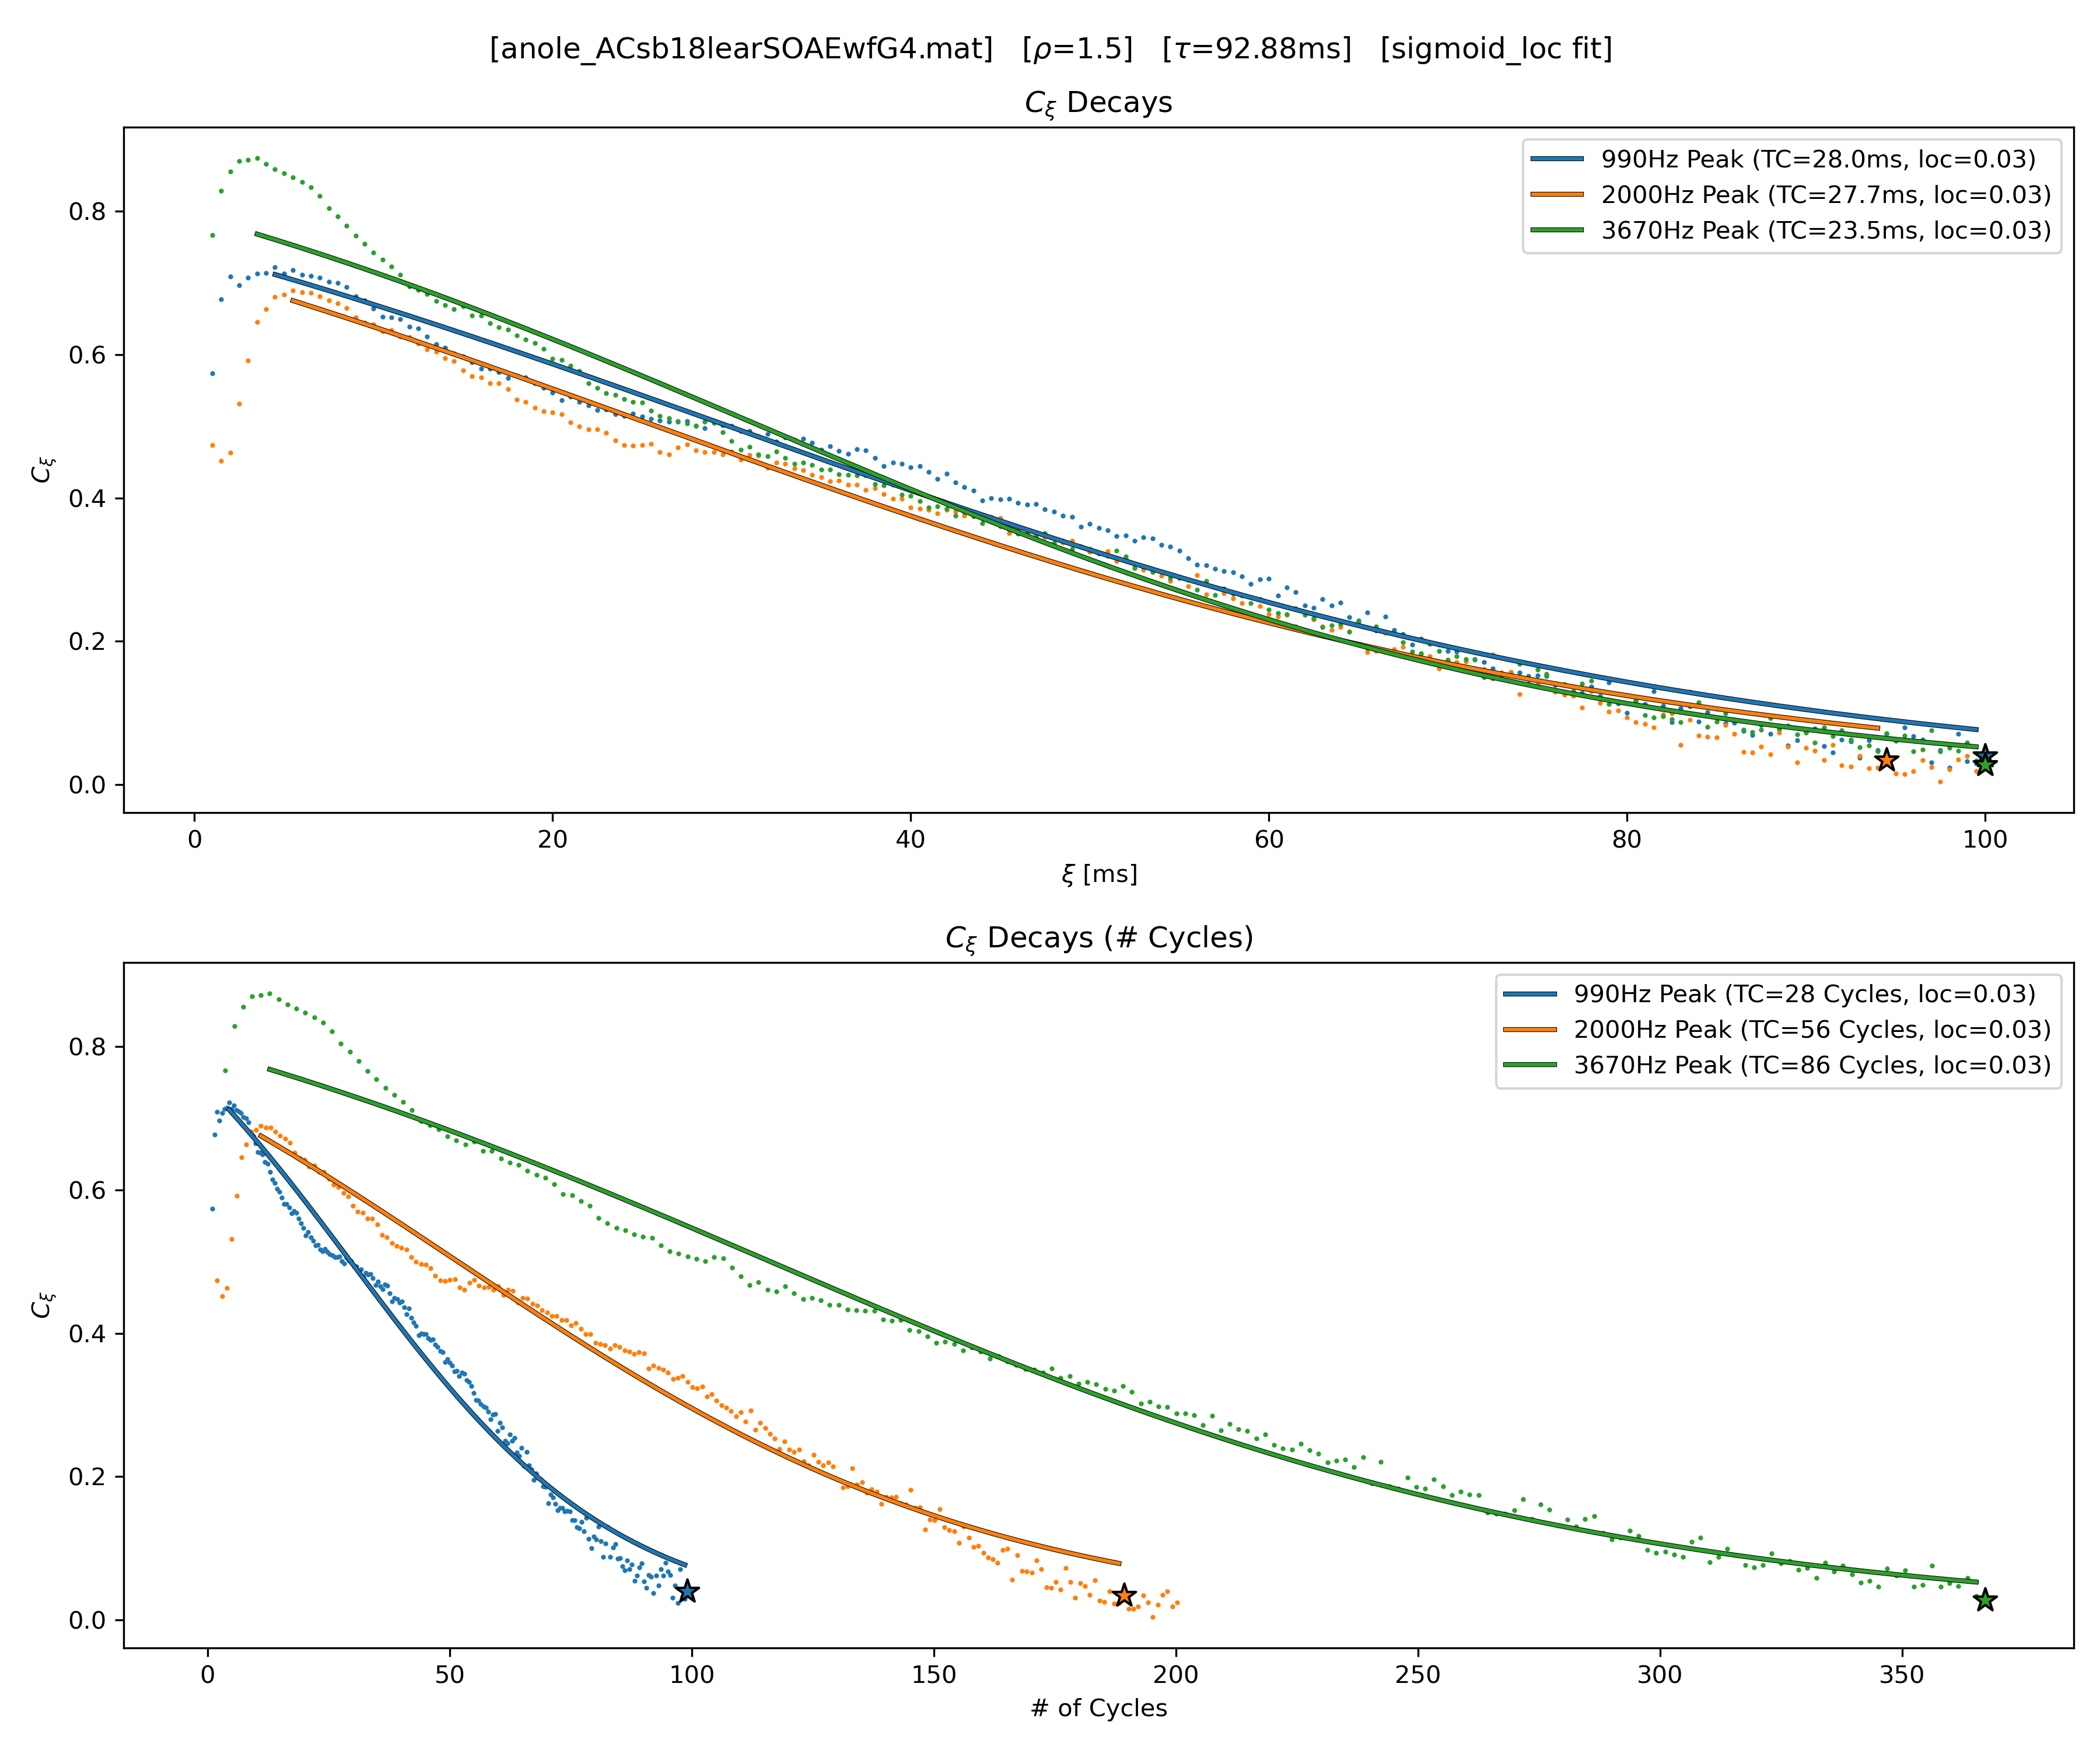 [anole_ACsb18learSOAEwfG4.mat] [ρ=1.5] [τ=92.88ms] [sigmoid_loc fit]
Cξ Decays
990Hz Peak (TC=28.0ms, loc=0.03)
2000Hz Peak (TC=27.7ms, loc=0.03)
3670Hz Peak (TC=23.5ms, loc=0.03)
Cξ
0.8
0.6
0.4
0.2
0.0
0 20 40 60 80 100
ξ [ms]
Cξ Decays (# Cycles)
990Hz Peak (TC=28 Cycles, loc=0.03)
2000Hz Peak (TC=56 Cycles, loc=0.03)
3670Hz Peak (TC=86 Cycles, loc=0.03)
Cξ
0.8
0.6
0.4
0.2
0.0
0 50 100 150 200 250 300 350
# of Cycles